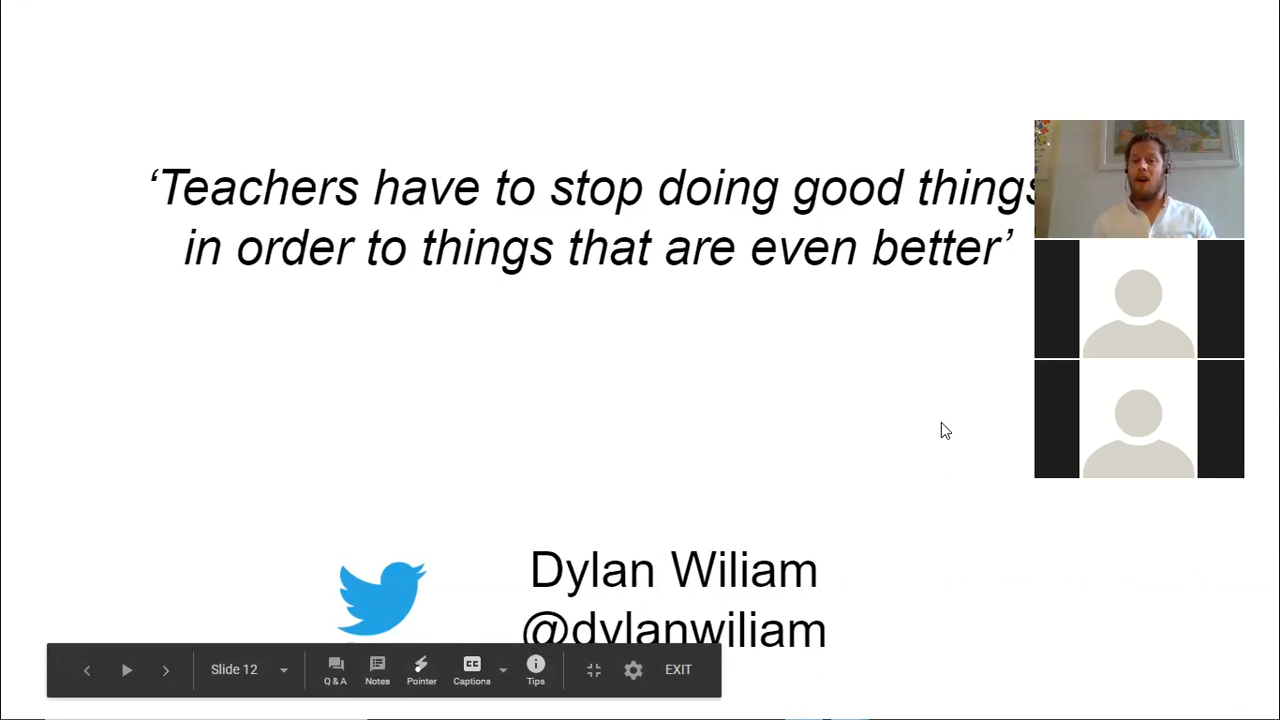 ‘Teachers have to stop doing good things
in order to things that are even better’
Dylan Wiliam
@dylanwiliam
Slide 12
Q & A
Notes
Pointer
CC
Captions
Tips
EXIT